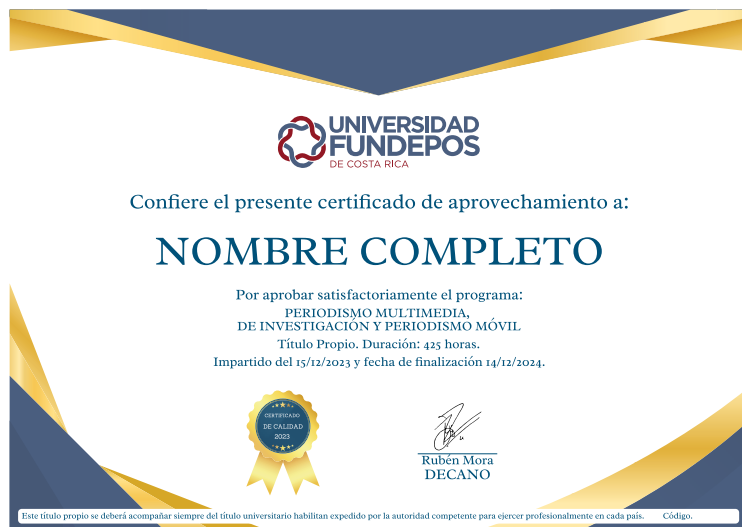 UNIVERSIDAD
FUNDEPOS
DE COSTA RICA
Confiere el presente certificado de aprovechamiento a:
NOMBRE COMPLETO
Por aprobar satisfactoriamente el programa:
PERIODISMO MULTIMEDIA,
DE INVESTIGACIÓN Y PERIODISMO MÓVIL
Título Propio. Duración: 425 horas.
Impartido del 15/12/2023 y fecha de finalización 14/12/2024.
CERTIFICADO
DE CALIDAD
2023
Rubén Mora
DECANO
Este título propio se deberá acompañar siempre del título universitario habilitan expedido por la autoridad competente para ejercer profesionalmente en cada país. Código.